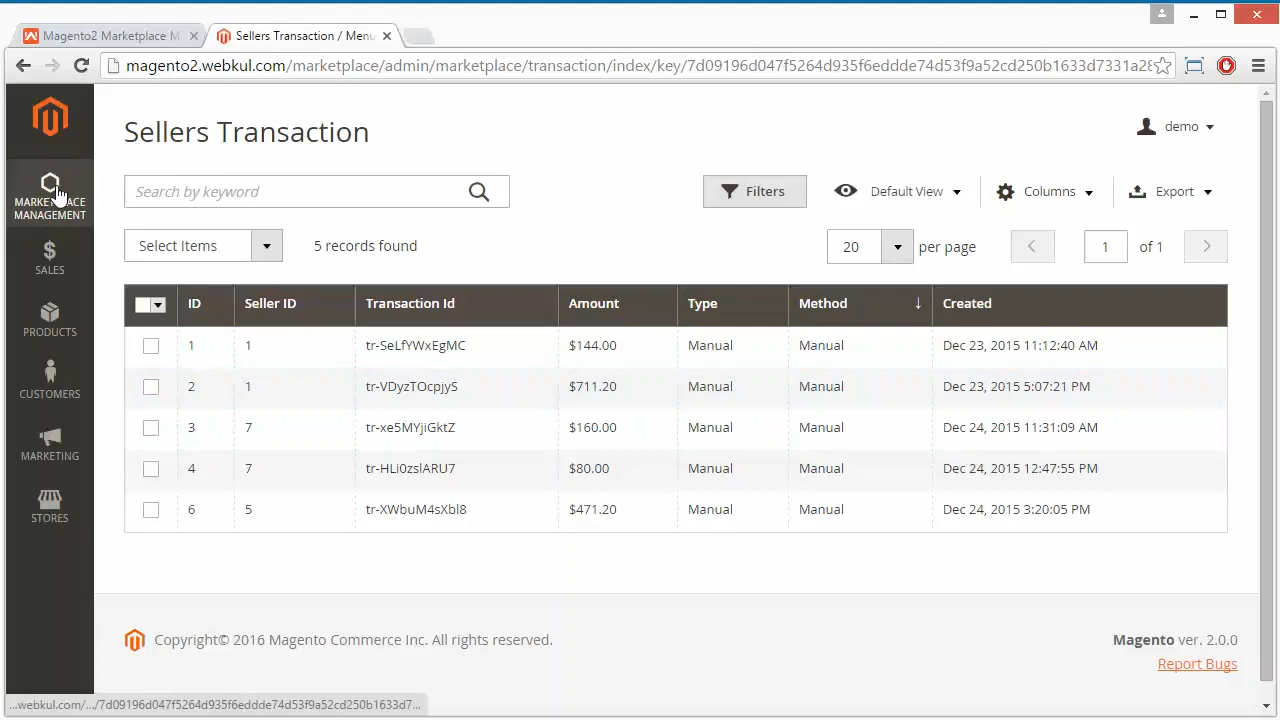 Magento2 Marketplace M
Sellers Transaction / Menu
magento2.webkul.com/marketplace/admin/marketplace/transaction/index/key/7d09196d047f5264d935f6eddde74d53f9a52cd250b1633d7331a28
Sellers Transaction
demo
MARKETPLACE MANAGEMENT
SALES
PRODUCTS
CUSTOMERS
MARKETING
STORES
Search by keyword
Filters
Default View
Columns
Export
Select Items
5 records found
20
per page
1
of 1
ID Seller ID Transaction Id Amount Type Method ↓ Created
1 1 tr-SeLfYWxEgMC $144.00 Manual Manual Dec 23, 2015 11:12:40 AM
2 1 tr-VDyzTOcpjyS $711.20 Manual Manual Dec 23, 2015 5:07:21 PM
3 7 tr-xe5MYjiGktZ $160.00 Manual Manual Dec 24, 2015 11:31:09 AM
4 7 tr-HLi0zslARU7 $80.00 Manual Manual Dec 24, 2015 12:47:55 PM
6 5 tr-XWbuM4sXbl8 $471.20 Manual Manual Dec 24, 2015 3:20:05 PM
Copyright© 2016 Magento Commerce Inc. All rights reserved.
Magento ver. 2.0.0
Report Bugs
...webkul.com/.../7d09196d047f5264d935f6eddde74d53f9a52cd250b1633d7...